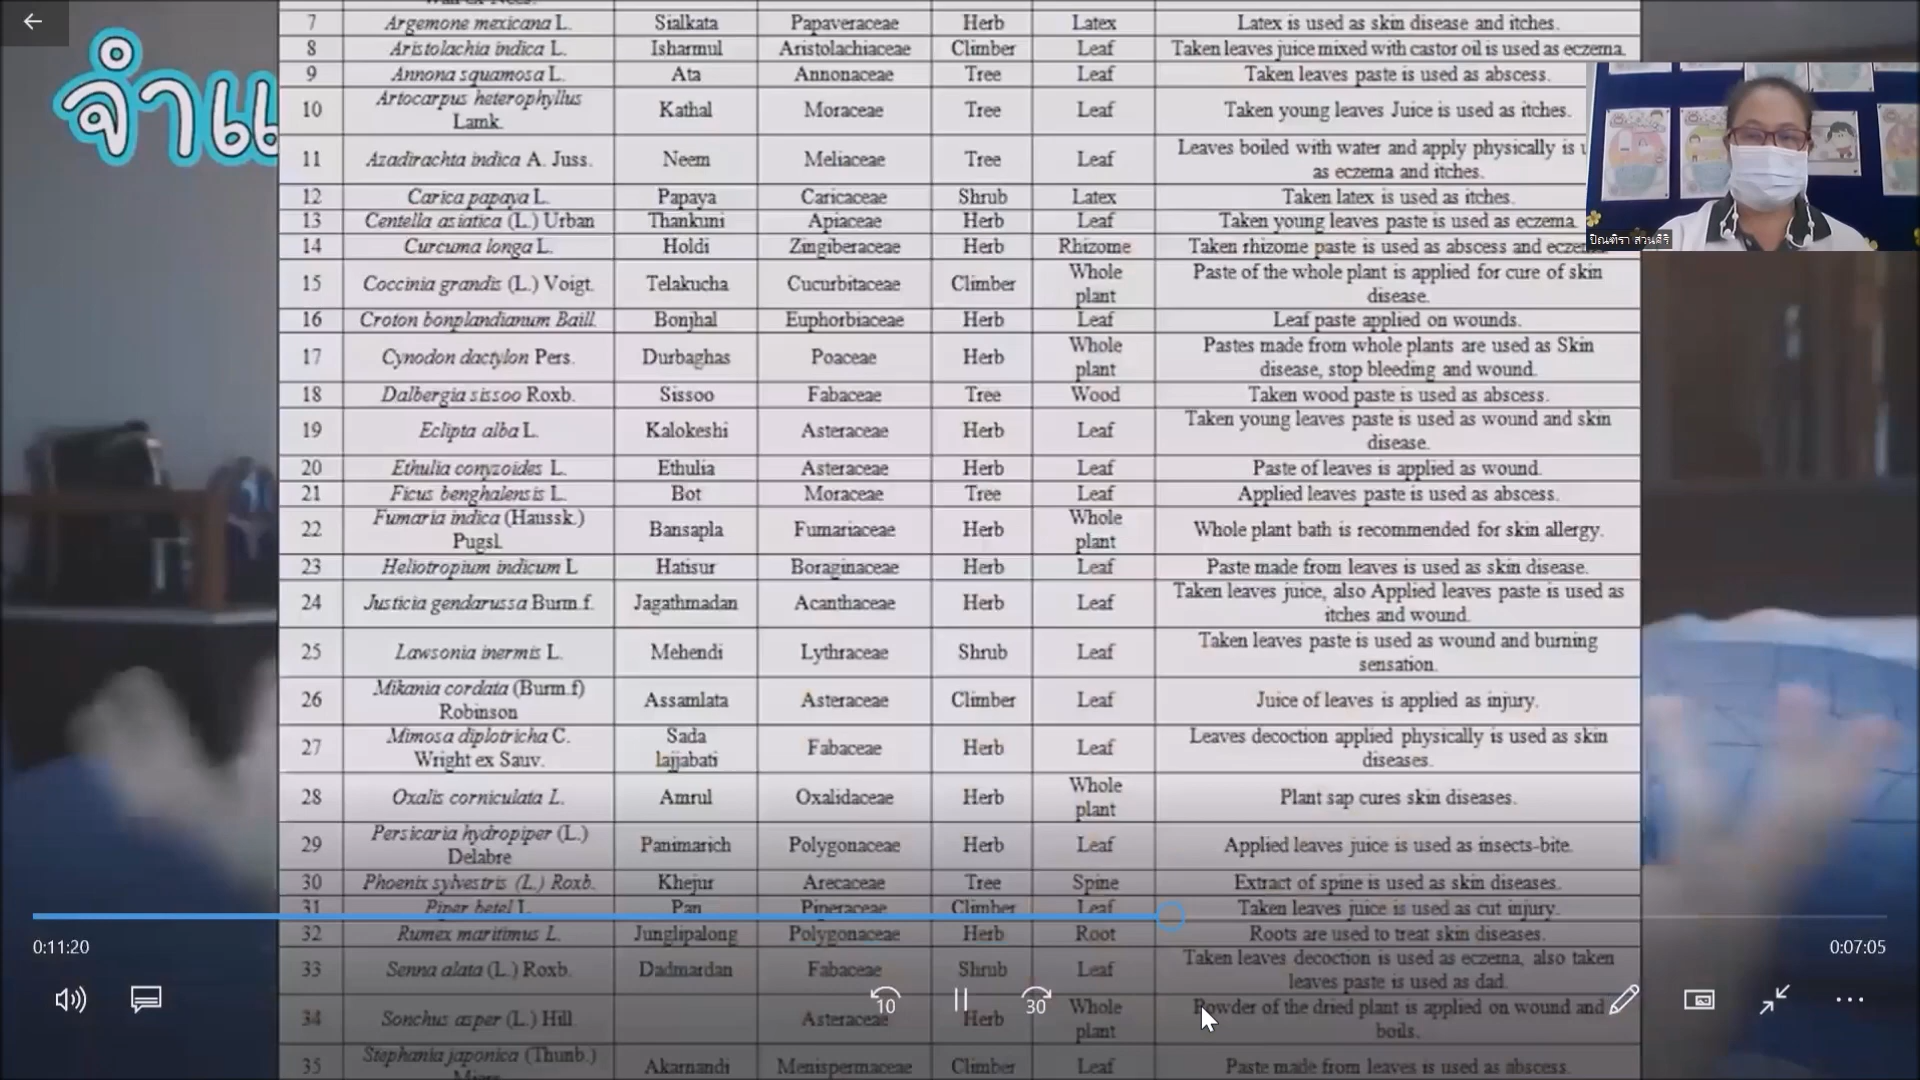 จำแ
7 Argemone mexicana L. Sialkata Papaveraceae Herb Latex Latex is used as skin disease and itches.
8 Aristolachia indica L. Isharmul Aristolachiaceae Climber Leaf Taken leaves juice mixed with castor oil is used as eczema.
9 Annona squamosa L. Ata Annonaceae Tree Leaf Taken leaves paste is used as abscess.
10 Artocarpus heterophyllus Lamk. Kathal Moraceae Tree Leaf Taken young leaves Juice is used as itches.
11 Azadirachta indica A. Juss. Neem Meliaceae Tree Leaf Leaves boiled with water and apply physically is
as eczema and itches.
12 Carica papaya L. Papaya Caricaceae Shrub Latex Taken latex is used as itches.
13 Centella asiatica (L.) Urban Thankuni Apiaceae Herb Leaf Taken young leaves paste is used as eczema.
14 Curcuma longa L. Holdi Zingiberaceae Herb Rhizome Taken rhizome paste is used as abscess and
ปิณฑิรา สวนศิริ
15 Coccinia grandis (L.) Voigt. Telakucha Cucurbitaceae Climber Whole plant Paste of the whole plant is applied for cure of skin
disease.
16 Croton bonplandianum Baill. Bonjhal Euphorbiaceae Herb Leaf Leaf paste applied on wounds.
17 Cynodon dactylon Pers. Durbaghas Poaceae Herb Whole plant Pastes made from whole plants are used as Skin
disease, stop bleeding and wound.
18 Dalbergia sissoo Roxb. Sissoo Fabaceae Tree Wood Taken wood paste is used as abscess.
19 Eclipta alba L. Kalokeshi Asteraceae Herb Leaf Taken young leaves paste is used as wound and skin
disease.
20 Ethulia conyzoides L. Ethulia Asteraceae Herb Leaf Paste of leaves is applied as wound.
21 Ficus benghalensis L. Bot Moraceae Tree Leaf Applied leaves paste is used as abscess.
22 Fumaria indica (Haussk.) Pugsl. Bansapla Fumariaceae Herb Whole plant Whole plant bath is recommended for skin allergy.
23 Heliotropium indicum L Hatisur Boraginaceae Herb Leaf Paste made from leaves is used as skin disease.
24 Justicia gendarussa Burm f. Jagathmadan Acanthaceae Herb Leaf Taken leaves juice, also Applied leaves paste is used as
itches and wound.
25 Lawsonia inermis L. Mehendi Lythraceae Shrub Leaf Taken leaves paste is used as wound and burning
sensation.
26 Mikania cordata (Burm.f) Robinson Assamlata Asteraceae Climber Leaf Juice of leaves is applied as injury.
27 Mimosa diplotricha C. Wright ex Sauv. Sada lajjabati Fabaceae Herb Leaf Leaves decoction applied physically is used as skin
diseases.
28 Oxalis corniculata L. Amrul Oxalidaceae Herb Whole plant Plant sap cures skin diseases.
29 Persicaria hydropiper (L.) Delabre Panimarich Polygonaceae Herb Leaf Applied leaves juice is used as insects-bite.
30 Phoenix sylvestris (L.) Roxb. Khejur Arecaceae Tree Spine Extract of spine is used as skin diseases.
31 Piper betel L. Pan Piperaceae Climber Leaf Taken leaves juice is used as cut injury.
32 Rumex maritimus L. Junglipalong Polygonaceae Herb Root Roots are used to treat skin diseases.
0:11:20
0:07:05
33 Senna alata (L.) Roxb. Dadmardan Fabaceae Shrub Leaf Taken leaves decoction is used as eczema, also taken
leaves paste is used as dad.
10
30
34 Sonchus asper (L.) Hill Asteraceae Herb Whole plant Powder of the dried plant is applied on wound and
boils.
35 Stephania japonica (Thunb.) Akarnandi Menispermaceae Climber Leaf Paste made from leaves is used as abscess.